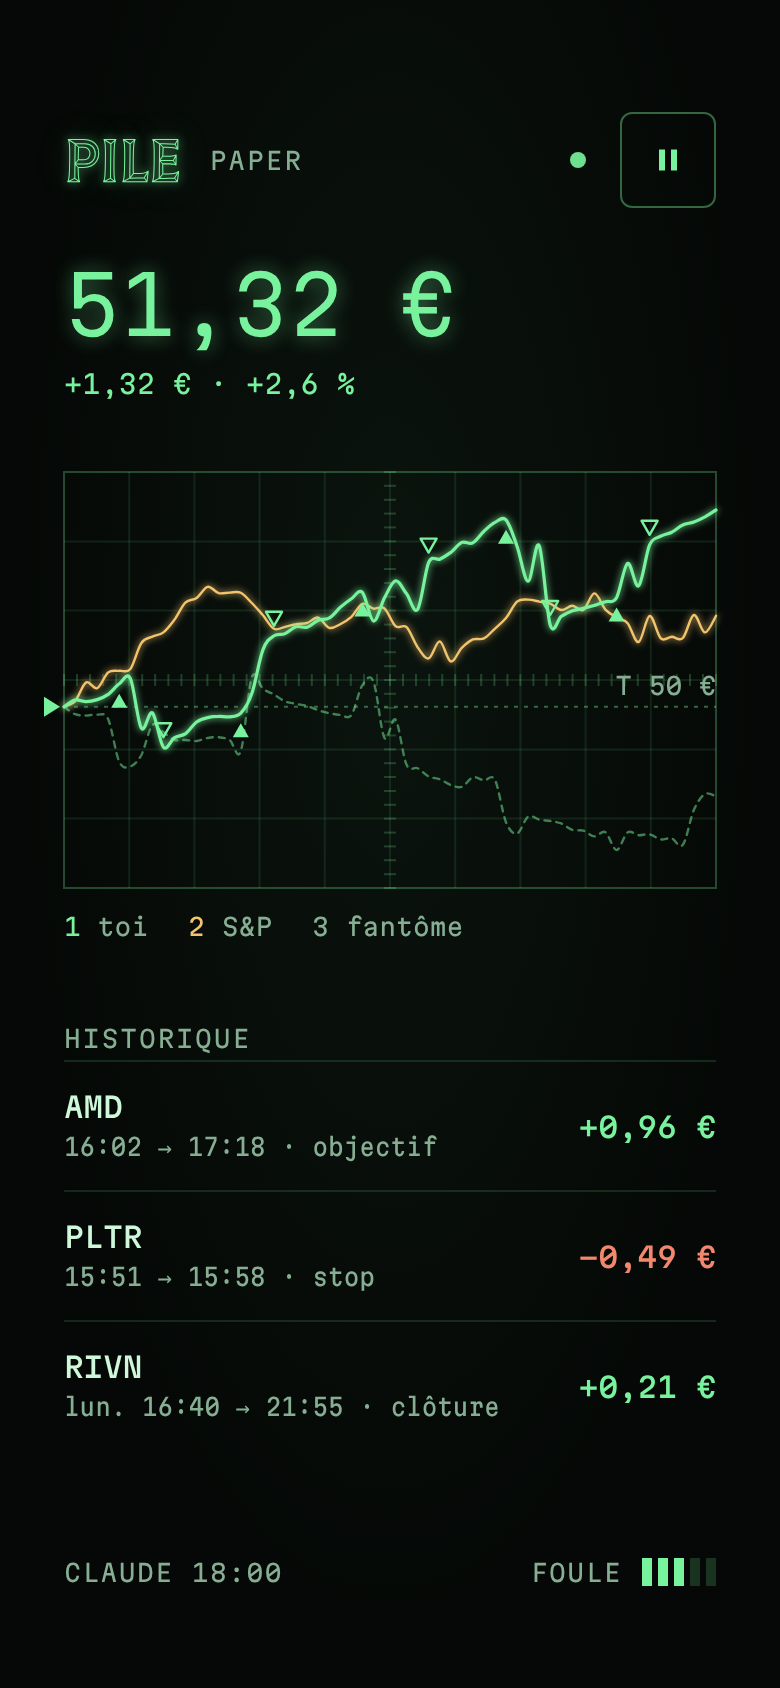 PILE PAPER
51,32 €
+1,32 € · +2,6 %
T 50 €
1 toi 2 S&P 3 fantôme
HISTORIQUE
AMD
16:02 → 17:18 · objectif
+0,96 €
PLTR
15:51 → 15:58 · stop
−0,49 €
RIVN
lun. 16:40 → 21:55 · clôture
+0,21 €
CLAUDE 18:00
FOULE